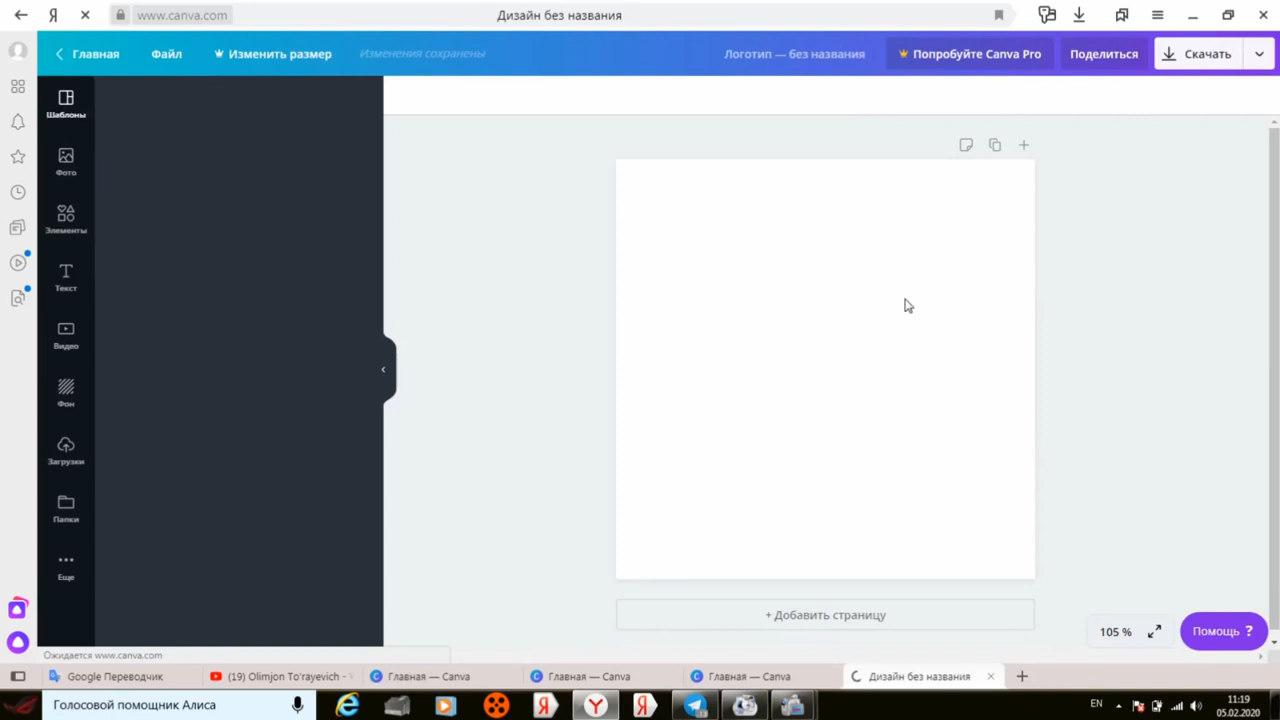 www.canva.com
Дизайн без названия
Главная
Файл
Изменить размер
Изменения сохранены
Логотип — без названия
Попробуйте Canva Pro
Поделиться
Скачать
Шаблоны
Фото
Элементы
Текст
Видео
Фон
Загрузки
Папки
Еще
+ Добавить страницу
105 %
Помощь ?
Ожидается www.canva.com
Google Переводчик
(19) Olimjon To'rayevich -
Главная — Canva
Главная — Canva
Главная — Canva
Дизайн без названия
Голосовой помощник Алиса
EN
11:19
05.02.2020